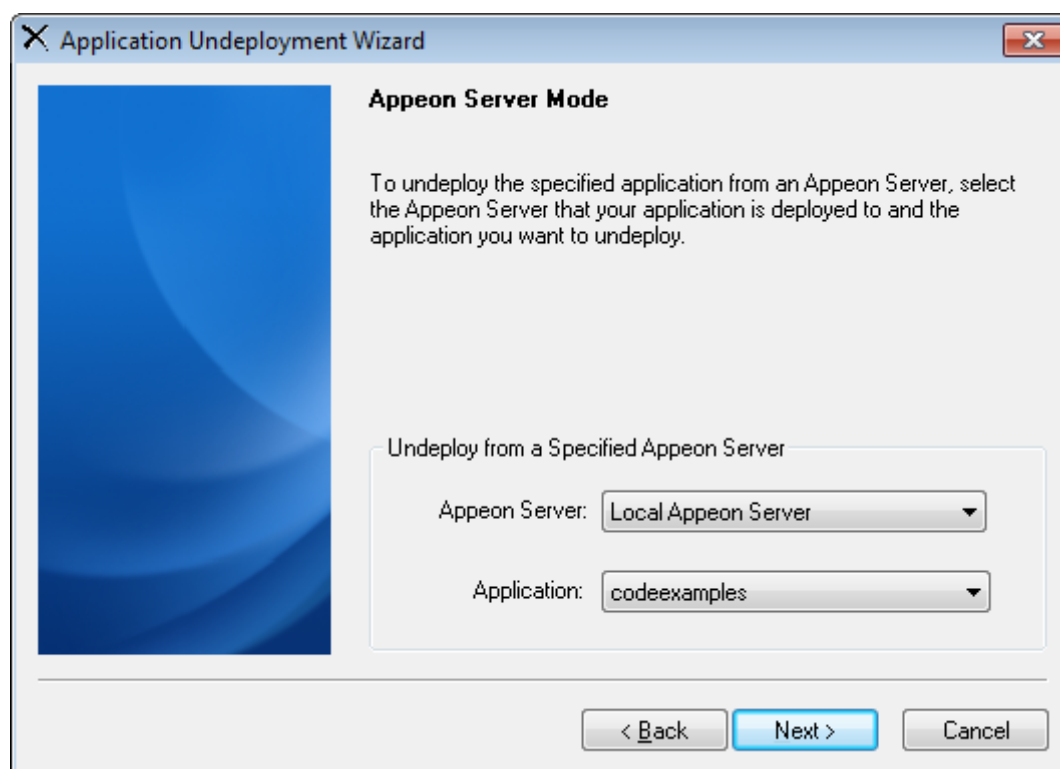 Application Undeployment Wizard
Appeon Server Mode
To undeploy the specified application from an Appeon Server, select
the Appeon Server that your application is deployed to and the
application you want to undeploy.
Undeploy from a Specified Appeon Server
Appeon Server: Local Appeon Server
Application: codeexamples
< Back Next > Cancel